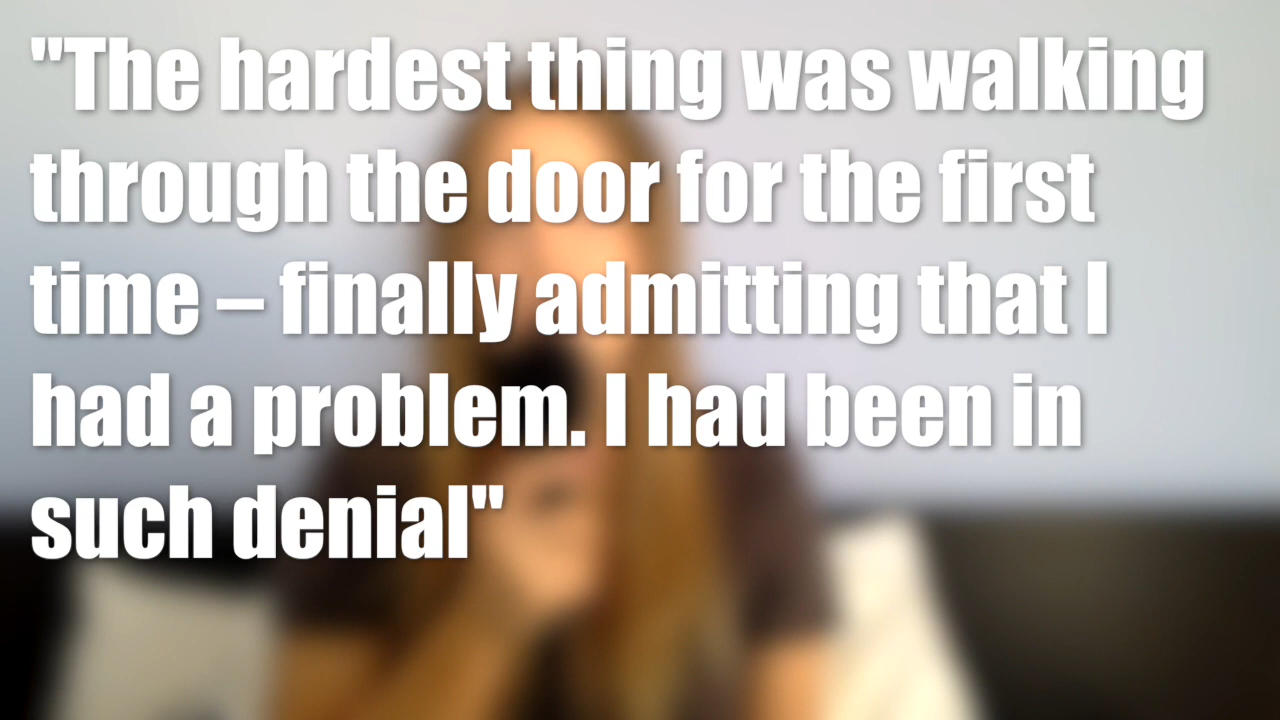 "The hardest thing was walking
through the door for the first
time – finally admitting that I
had a problem. I had been in
such denial"